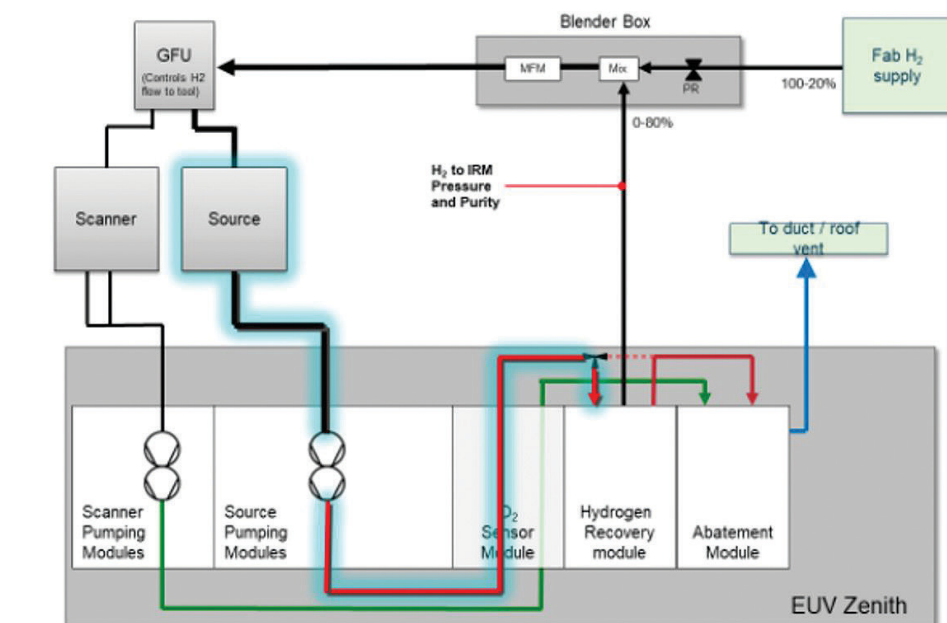 Blender Box
GFU
(Controls H2
flow to tool)
MFM
Mix
PR
Fab H₂
supply
100-20%
0-80%
H₂ to IRM
Pressure
and Purity
Scanner
Source
To duct / roof
vent
Scanner
Pumping
Modules
Source
Pumping
Modules
O₂
Sensor
Module
Hydrogen
Recovery
module
Abatement
Module
EUV Zenith